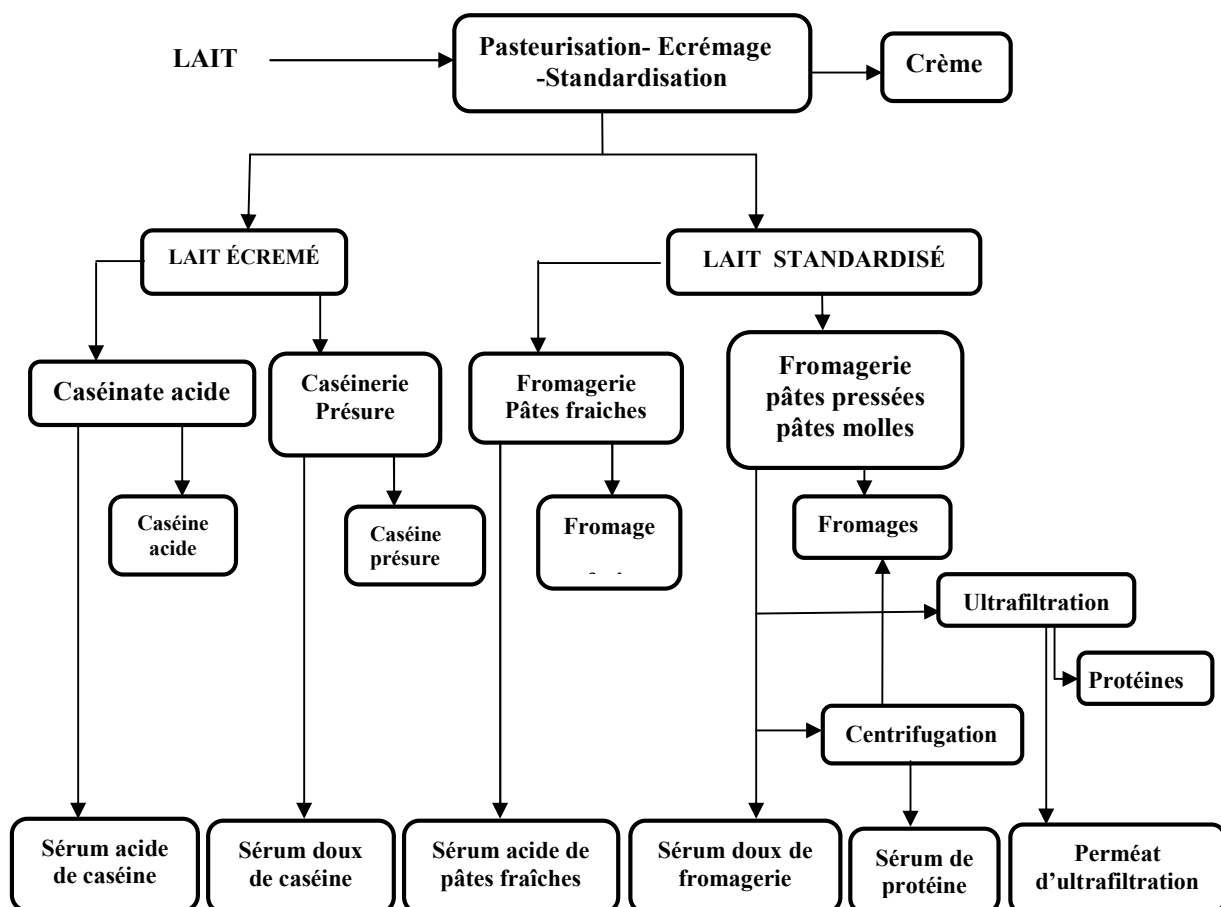 LAIT
Pasteurisation- Ecrémage
-Standardisation
Crème
LAIT ÉCREMÉ
LAIT STANDARDISÉ
Caséinate acide
Caséinerie
Présure
Fromagerie
Pâtes fraiches
Fromagerie
pâtes pressées
pâtes molles
Caséine
acide
Caséine
présure
Fromage
Fromages
Ultrafiltration
Protéines
Centrifugation
Sérum acide
de caséine
Sérum doux
de caséine
Sérum acide de
pâtes fraîches
Sérum doux de
fromagerie
Sérum de
protéine
Perméat
d’ultrafiltration